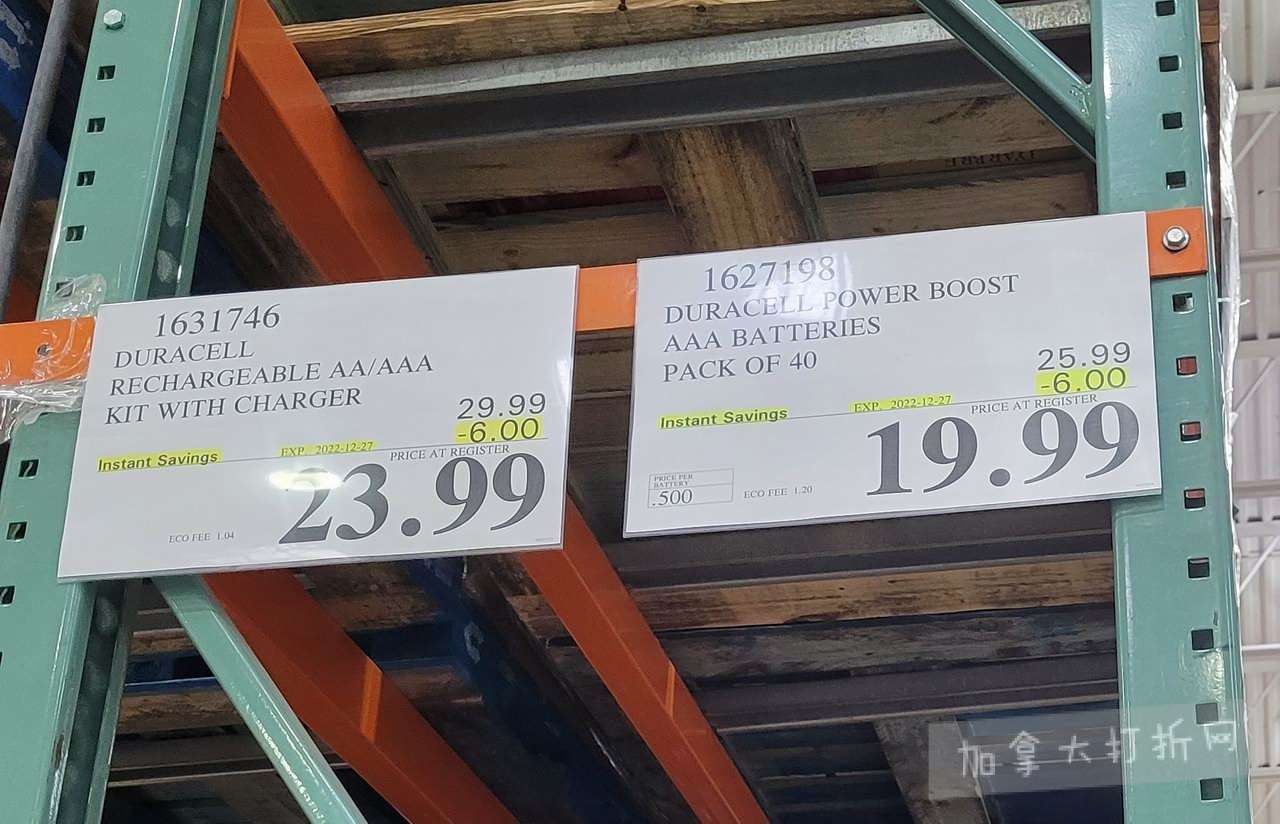 1631746
DURACELL
RECHARGEABLE AA/AAA
KIT WITH CHARGER
29.99
-6.00
Instant Savings
EXP. 2022-12-27
PRICE AT REGISTER
23.99
ECO FEE 1.04
1627198
DURACELL POWER BOOST
AAA BATTERIES
PACK OF 40
25.99
-6.00
Instant Savings
EXP. 2022-12-27
PRICE AT REGISTER
19.99
PRICE PER
BATTERY
.500
ECO FEE 1.20
加拿大打折网